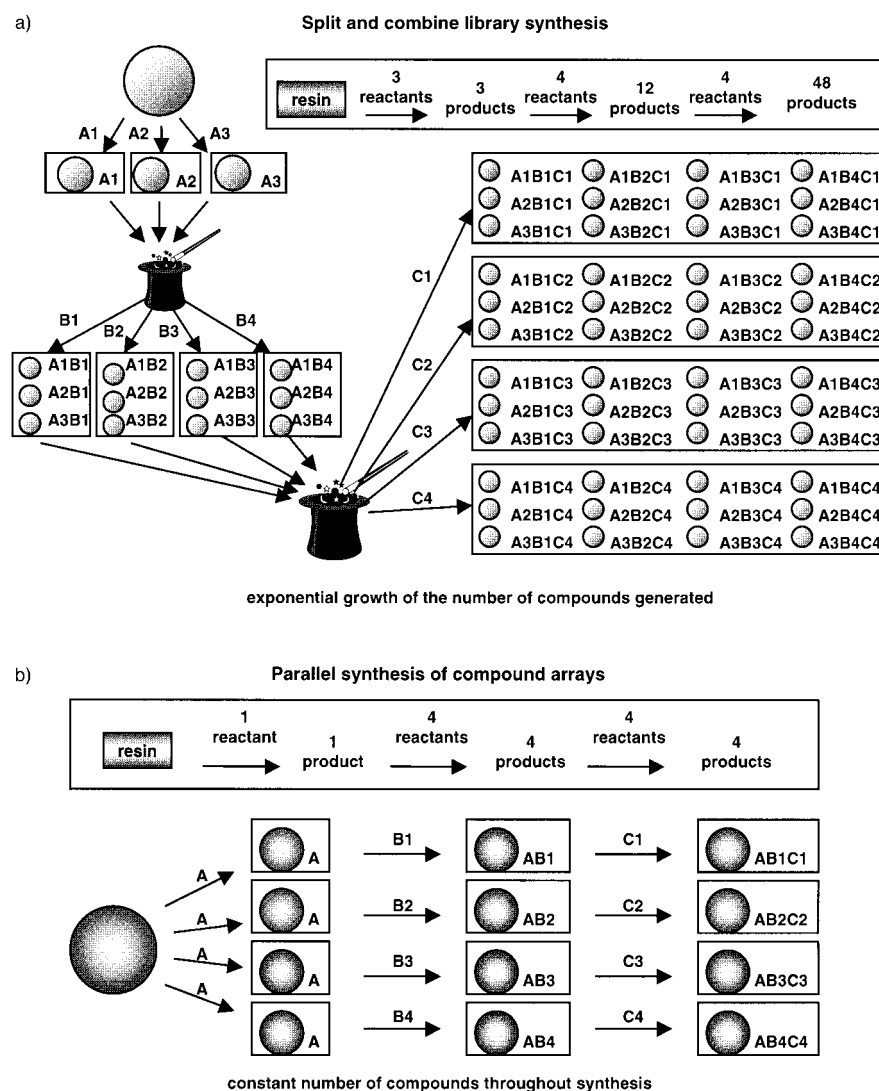 a)
Split and combine library synthesis
resin
3
reactants
3
products
4
reactants
12
products
4
reactants
48
products
A1 A2 A3
A1 A2 A3
B1 B2 B3 B4
A1B1 A1B2 A1B3 A1B4
A2B1 A2B2 A2B3 A2B4
A3B1 A3B2 A3B3 A3B4
C1
C2
C3
C4
A1B1C1 A1B2C1 A1B3C1 A1B4C1
A2B1C1 A2B2C1 A2B3C1 A2B4C1
A3B1C1 A3B2C1 A3B3C1 A3B4C1
A1B1C2 A1B2C2 A1B3C2 A1B4C2
A2B1C2 A2B2C2 A2B3C2 A2B4C2
A3B1C2 A3B2C2 A3B3C2 A3B4C2
A1B1C3 A1B2C3 A1B3C3 A1B4C3
A2B1C3 A2B2C3 A2B3C3 A2B4C3
A3B1C3 A3B2C3 A3B3C3 A3B4C3
A1B1C4 A1B2C4 A1B3C4 A1B4C4
A2B1C4 A2B2C4 A2B3C4 A2B4C4
A3B1C4 A3B2C4 A3B3C4 A3B4C4
exponential growth of the number of compounds generated
b)
Parallel synthesis of compound arrays
resin
1
reactant
1
product
4
reactants
4
products
4
reactants
4
products
A A B1 AB1 C1 AB1C1
A A B2 AB2 C2 AB2C2
A A B3 AB3 C3 AB3C3
A A B4 AB4 C4 AB4C4
constant number of compounds throughout synthesis